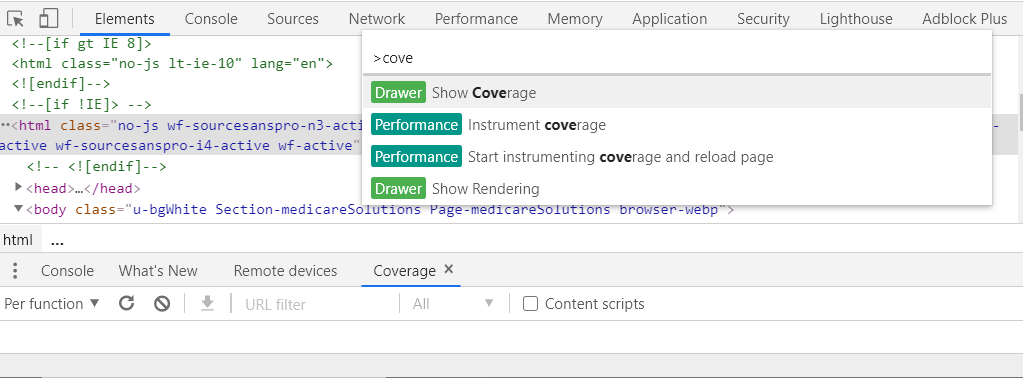 Elements Console Sources Network Performance Memory Application Security Lighthouse Adblock Plus
<!--[if gt IE 8]>
<html class="no-js lt-ie-10" lang="en">
<![endif]-->
<!--[if !IE]> -->
<html class="no-js wf-sourcesanspro-n3-acti
active wf-sourcesanspro-i4-active wf-active"
<!-- <![endif]-->
<head>…</head>
<body class="u-bgWhite Section-medicareSolutions Page-medicareSolutions browser-webp">
>cove
Drawer Show Coverage
Performance Instrument coverage
Performance Start instrumenting coverage and reload page
Drawer Show Rendering
html ...
Console What's New Remote devices Coverage ×
Per function ▼ URL filter All ▼ Content scripts